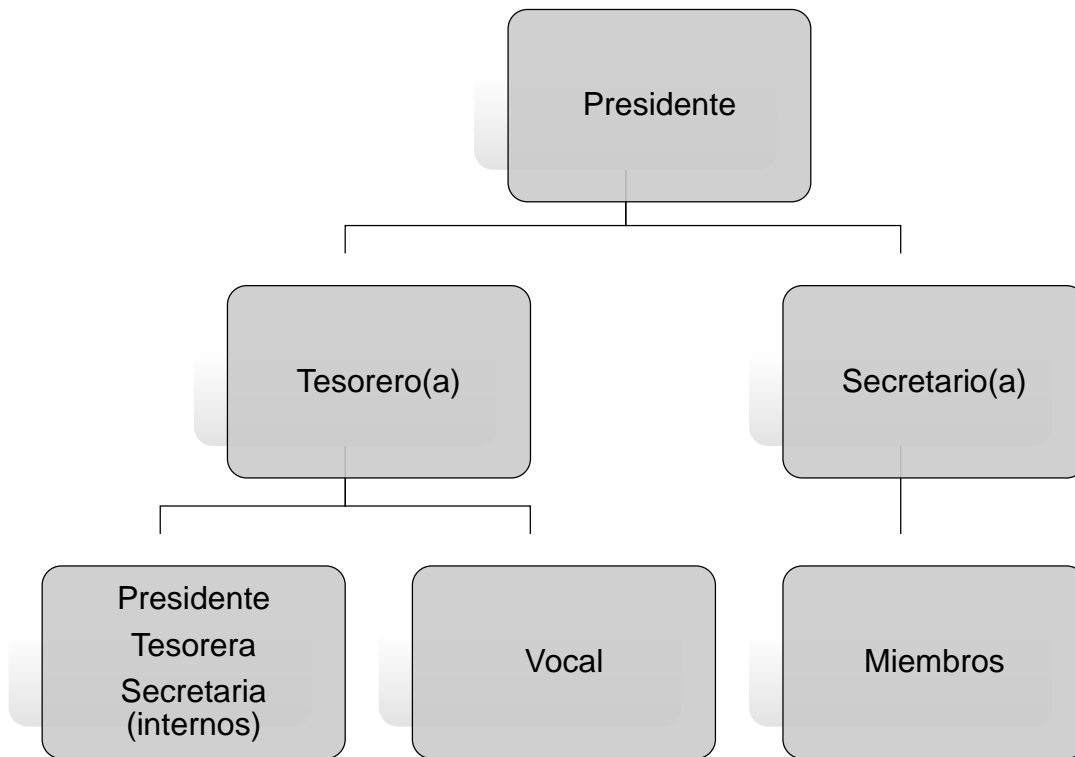 Presidente
Tesorero(a)
Secretario(a)
Presidente
Tesorera
Secretaria
(internos)
Vocal
Miembros